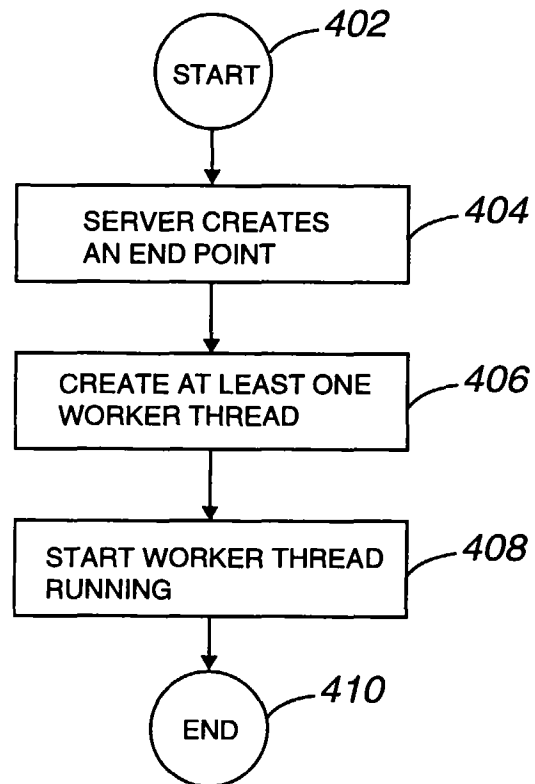 402
START
SERVER CREATES
AN END POINT
404
CREATE AT LEAST ONE
WORKER THREAD
406
START WORKER THREAD
RUNNING
408
410
END